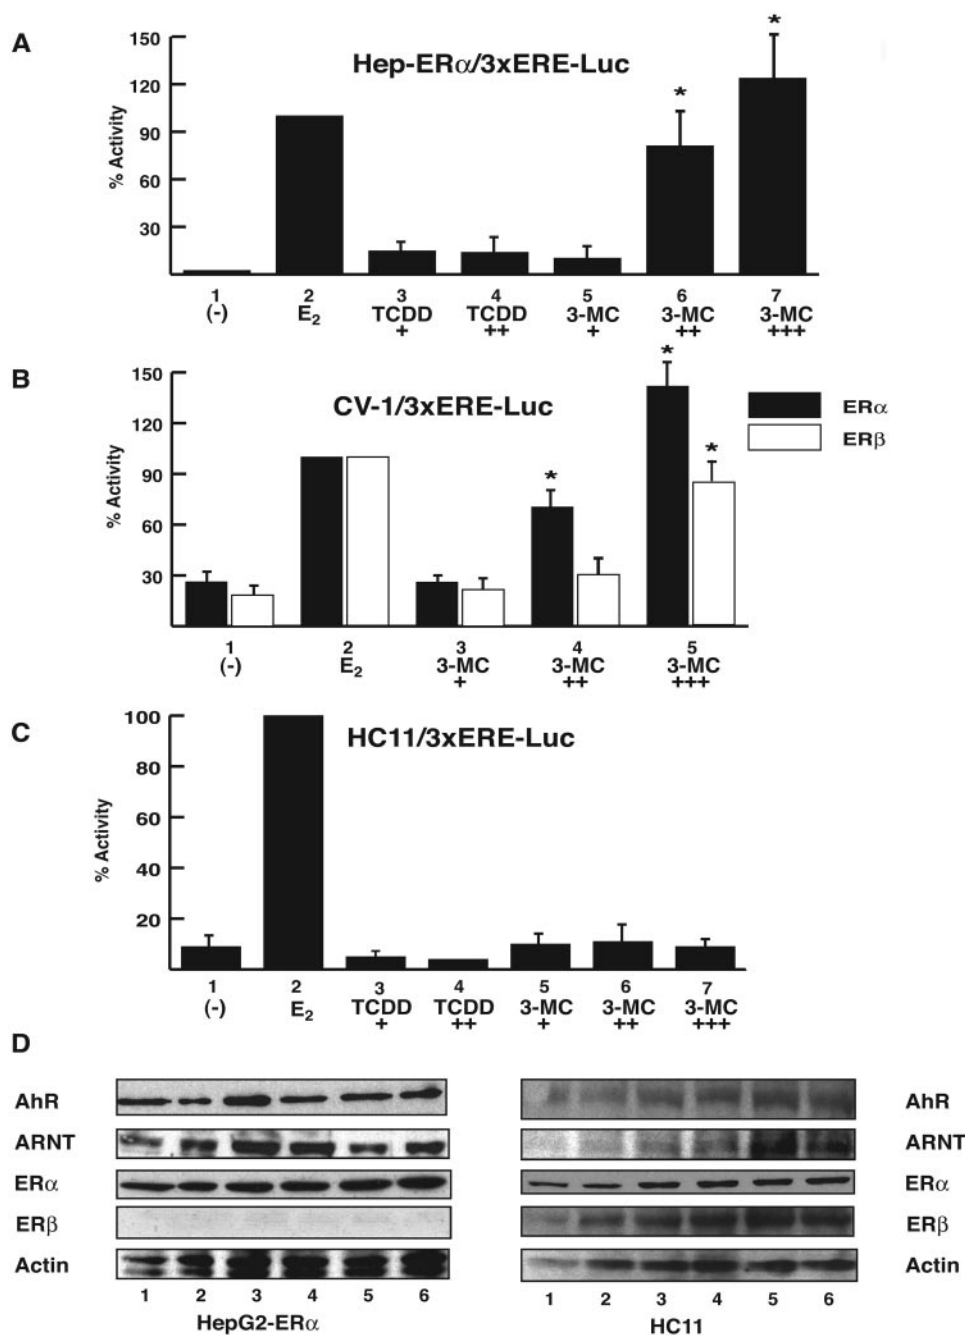 A
Hep-ERα/3xERE-Luc
% Activity
150
120
90
60
30
* *
1 2 3 4 5 6 7
(-) E₂ TCDD TCDD 3-MC 3-MC 3-MC
+ ++ + ++ +++
B
CV-1/3xERE-Luc
% Activity
150
120
90
60
30
* * *
ERα
ERβ
1 2 3 4 5
(-) E₂ 3-MC 3-MC 3-MC
+ ++ +++
C
HC11/3xERE-Luc
% Activity
100
80
60
40
20
1 2 3 4 5 6 7
(-) E₂ TCDD TCDD 3-MC 3-MC 3-MC
+ ++ + ++ +++
D
AhR AhR
ARNT ARNT
ERα ERα
ERβ ERβ
Actin Actin
1 2 3 4 5 6 1 2 3 4 5 6
HepG2-ERα HC11